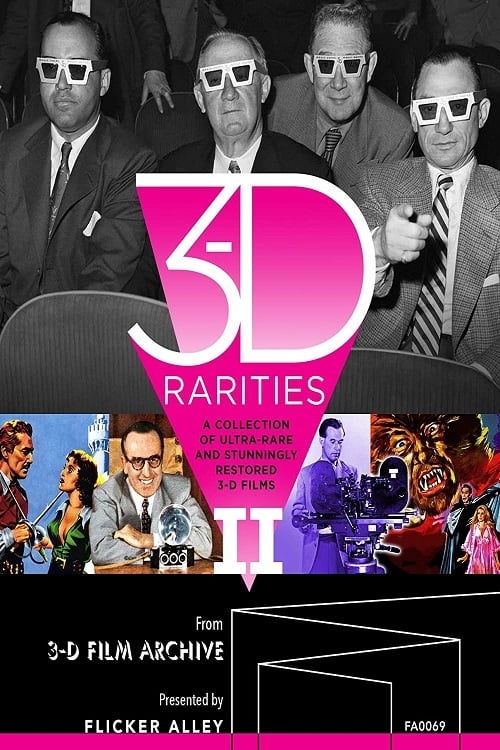 3-D
RARITIES
A COLLECTION
OF ULTRA-RARE
AND STUNNINGLY
RESTORED
3-D FILMS
II
From
3-D FILM ARCHIVE
Presented by
FLICKER ALLEY
FA0069